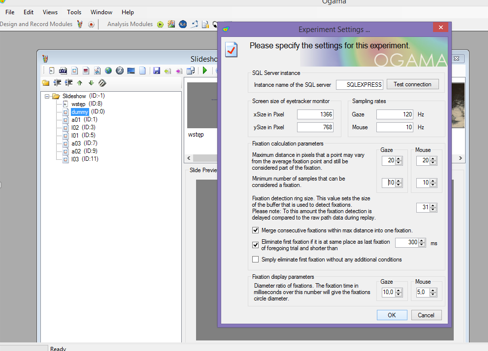 Ogama
File Edit Views Tools Window Help
Design and Record Modules Analysis Modules
Slidesho
Slideshow (ID:-1)
wstęp (ID:8)
dummy (ID:0)
a01 (ID:1)
l02 (ID:3)
l01 (ID:5)
a03 (ID:7)
a02 (ID:9)
l03 (ID:11)
wstęp
Slide Preview
Ready
Experiment Settings ...
Please specify the settings for this experiment.
OGAMA
SQL Server instance
Instance name of the SQL server SQLEXPRESS Test connection
Screen size of eyetracker monitor Sampling rates
xSize in Pixel 1366 Gaze 120 Hz
ySize in Pixel 768 Mouse 10 Hz
Fixation calculation parameters
Gaze Mouse
Maximum distance in pixels that a point may vary
from the average fixation point and still be
considered part of the fixation.
20 20
Minimum number of samples that can be
considered a fixation.
10 10
Fixation detection ring size. This value sets the size
of the buffer that is used to detect fixations.
Please note: To this amount the fixation detection is
delayed compared to the raw path data during replay.
31
Merge consecutive fixations within max distance into one fixation.
Eliminate first fixation if it is at same place as last fixation
of foregoing trial and shorter than
300 ms
Simply eliminate first fixation without any additional conditions
Fixation display parameters
Gaze Mouse
Diameter ratio of fixations. The fixation time in
milliseconds over this number will give the fixations
circle diameter.
10,0 5,0
OK Cancel